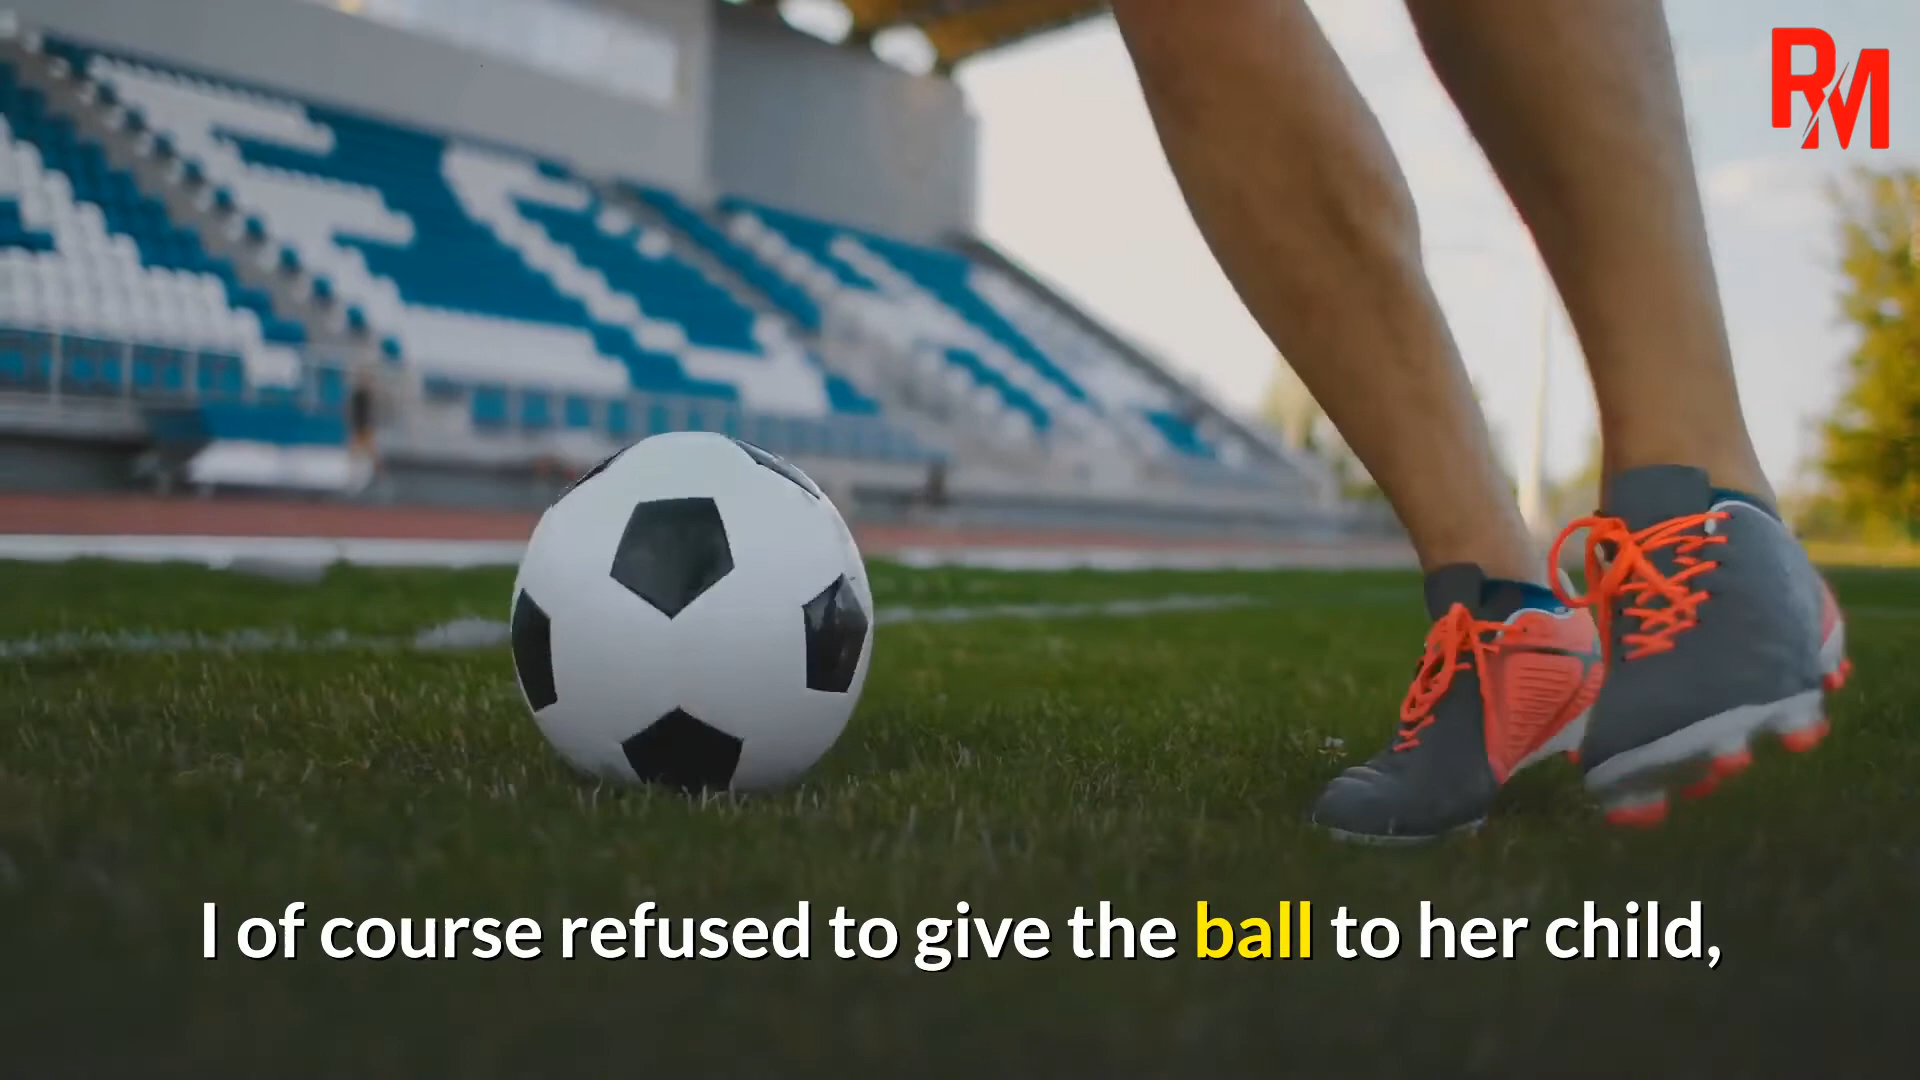 RM
I of course refused to give the ball to her child,